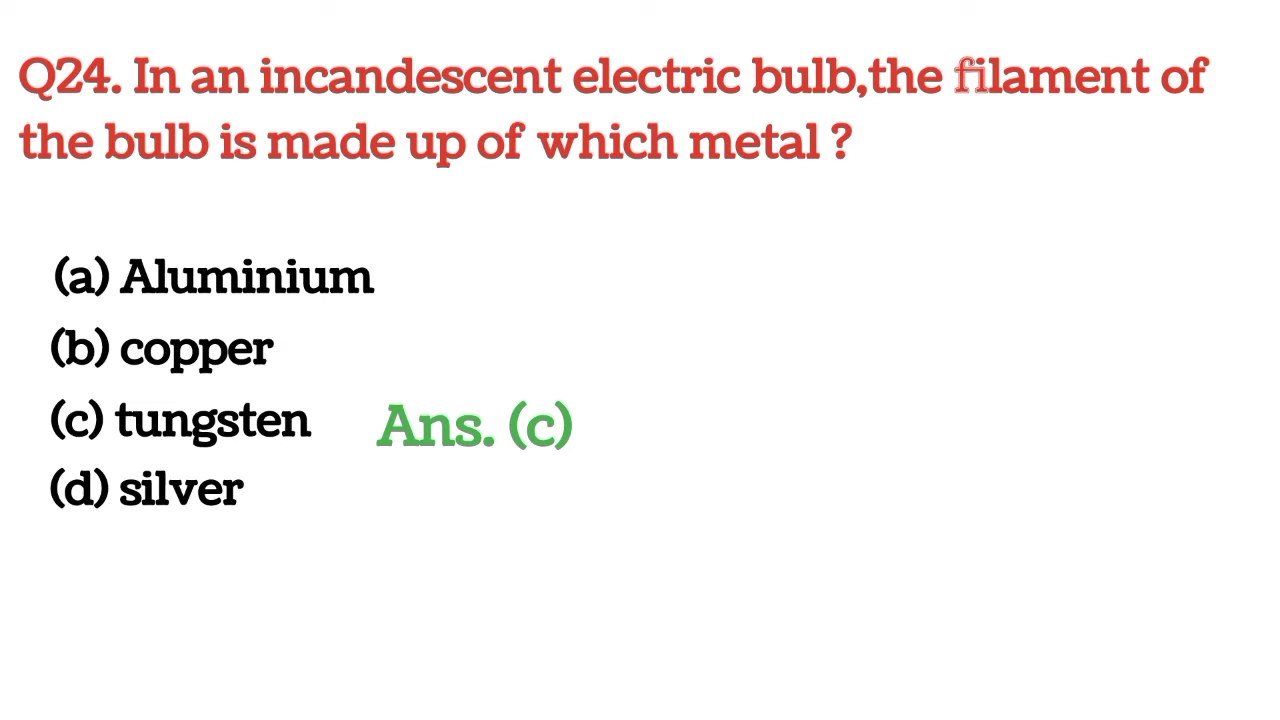 Q24. In an incandescent electric bulb,the filament of
the bulb is made up of which metal ?
(a) Aluminium
(b) copper
(c) tungsten Ans. (c)
(d) silver